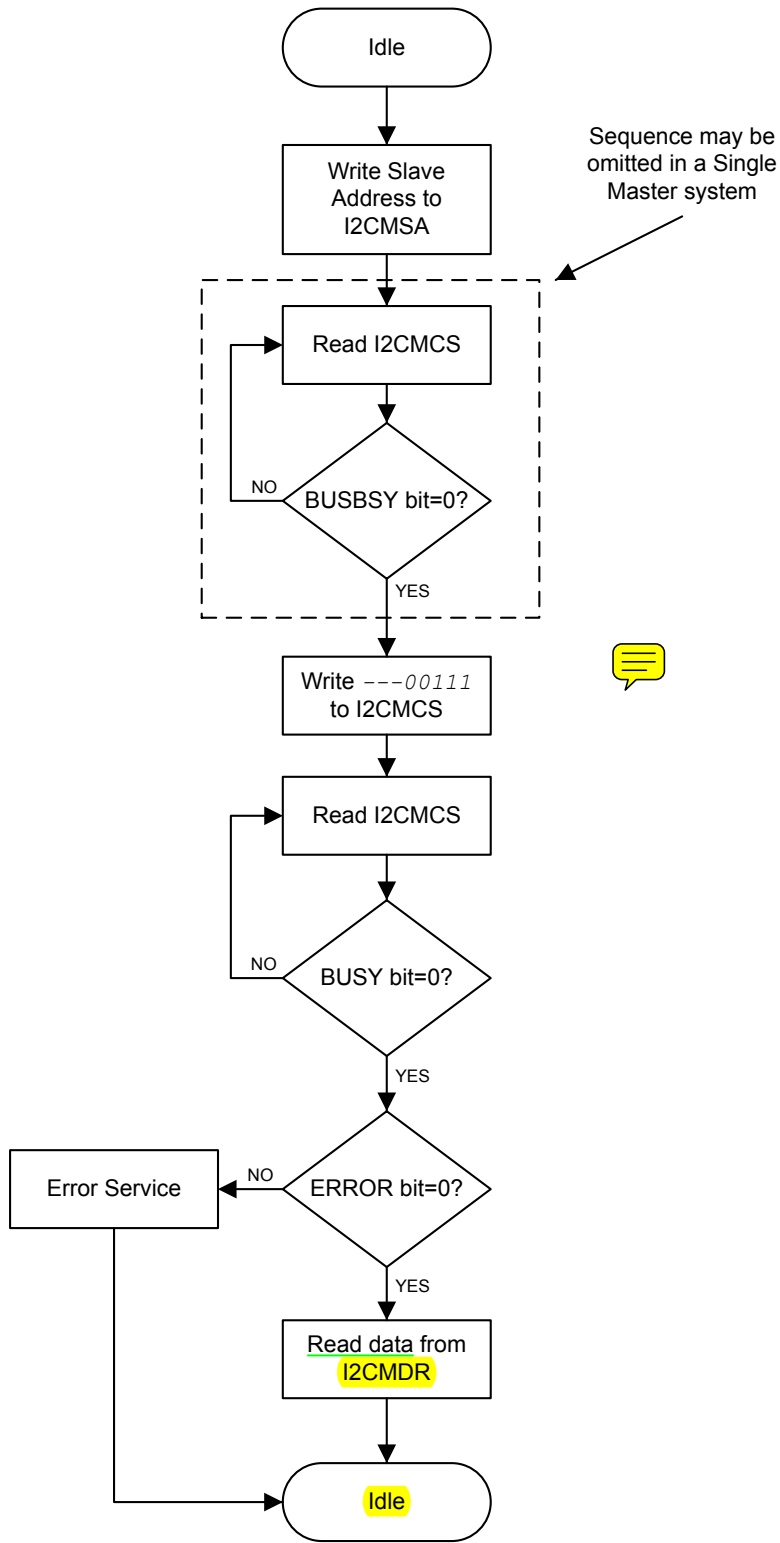 Idle
Write Slave
Address to
I2CMSA
Sequence may be
omitted in a Single
Master system
Read I2CMCS
BUSBSY bit=0?
NO
YES
Write ---00111
to I2CMCS
Read I2CMCS
BUSY bit=0?
NO
YES
ERROR bit=0?
NO
Error Service
YES
Read data from
I2CMDR
Idle